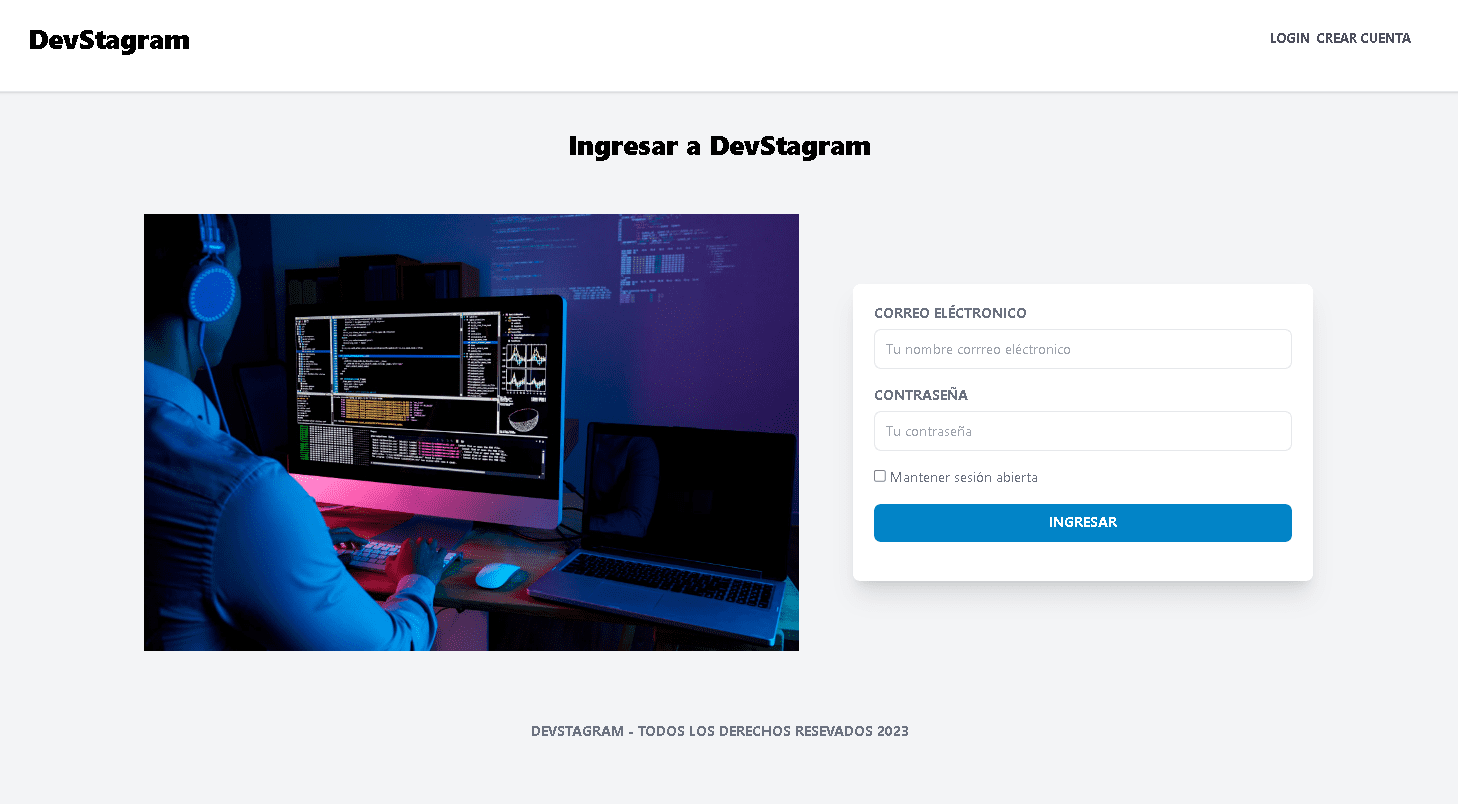 DevStagram
LOGIN CREAR CUENTA
Ingresar a DevStagram
CORREO ELÉCTRONICO
Tu nombre corrreo eléctronico
CONTRASEÑA
Tu contraseña
Mantener sesión abierta
INGRESAR
DEVSTAGRAM - TODOS LOS DERECHOS RESEVADOS 2023